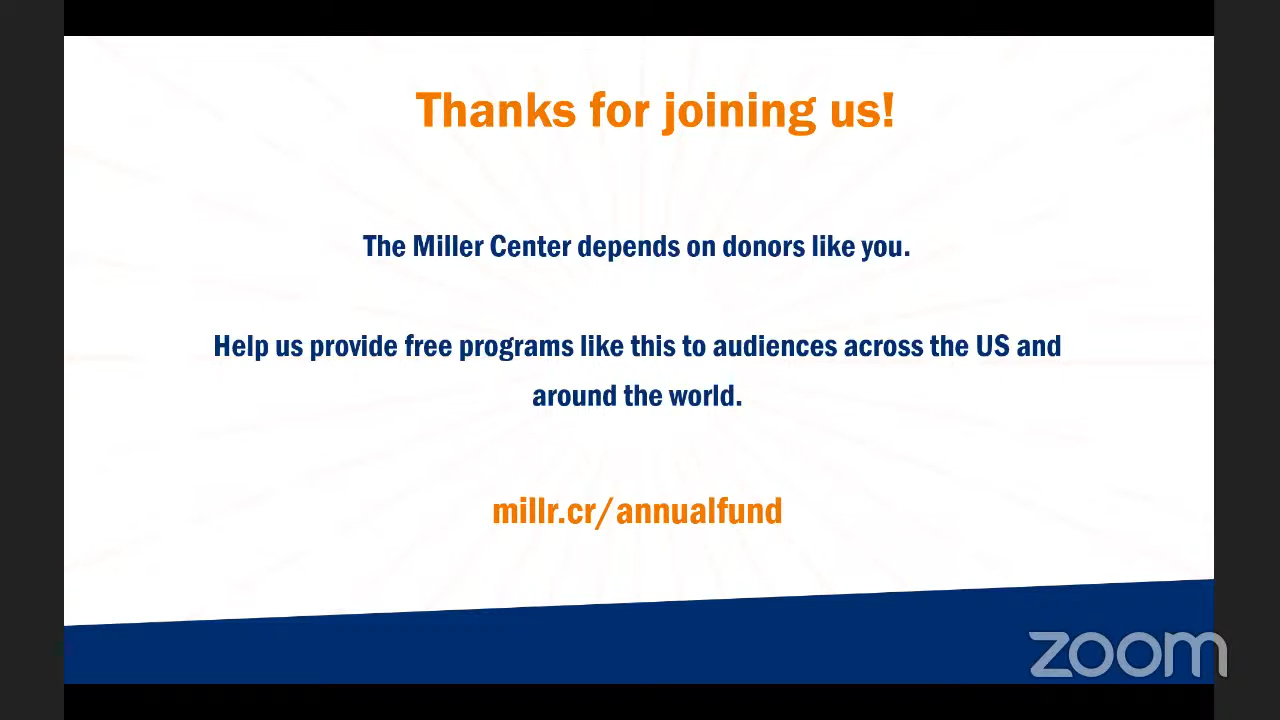 Thanks for joining us!
The Miller Center depends on donors like you.
Help us provide free programs like this to audiences across the US and
around the world.
millr.cr/annualfund
zoom